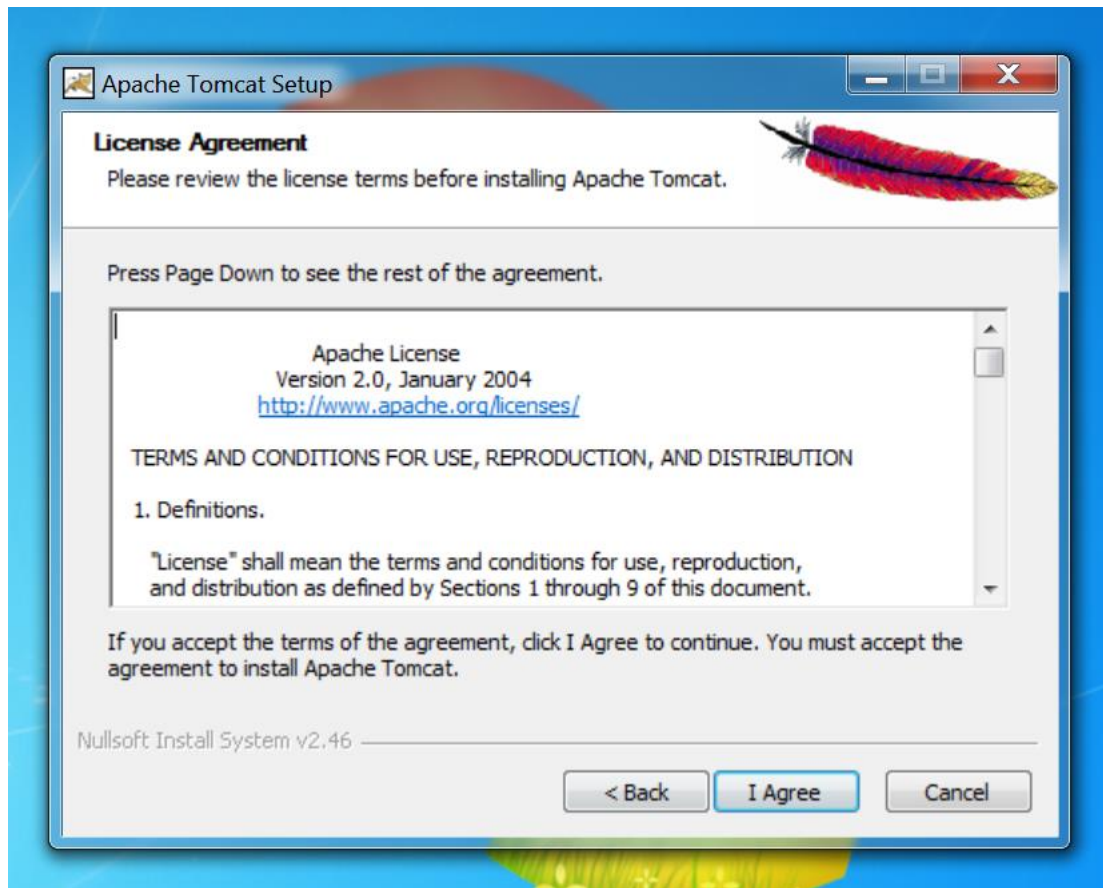 Apache Tomcat Setup
License Agreement
Please review the license terms before installing Apache Tomcat.
Press Page Down to see the rest of the agreement.
Apache License
Version 2.0, January 2004
http://www.apache.org/licenses/
TERMS AND CONDITIONS FOR USE, REPRODUCTION, AND DISTRIBUTION
1. Definitions.
"License" shall mean the terms and conditions for use, reproduction,
and distribution as defined by Sections 1 through 9 of this document.
If you accept the terms of the agreement, click I Agree to continue. You must accept the
agreement to install Apache Tomcat.
Nullsoft Install System v2.46
< Back I Agree Cancel